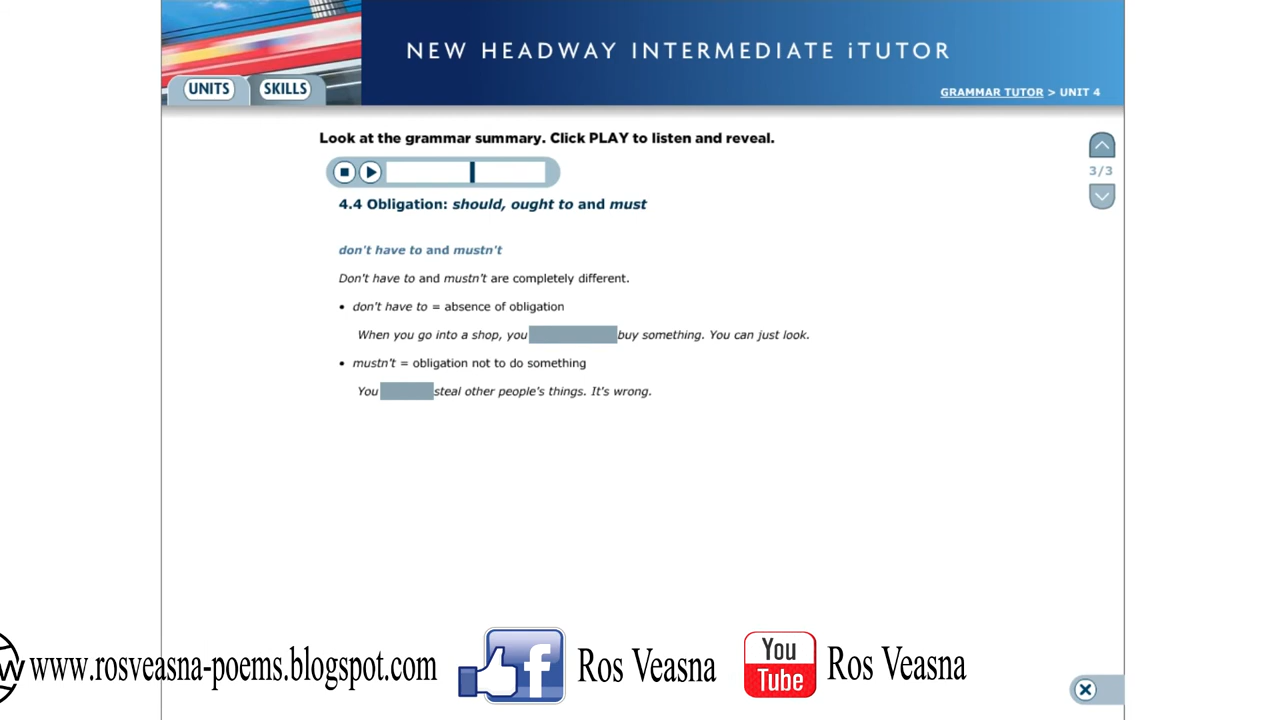 NEW HEADWAY INTERMEDIATE iTUTOR
UNITS SKILLS
GRAMMAR TUTOR > UNIT 4
Look at the grammar summary. Click PLAY to listen and reveal.
3/3
4.4 Obligation: should, ought to and must
don't have to and mustn't
Don't have to and mustn't are completely different.
• don't have to = absence of obligation
When you go into a shop, you buy something. You can just look.
• mustn't = obligation not to do something
You steal other people's things. It's wrong.
www.rosveasna-poems.blogspot.com f Ros Veasna You Tube Ros Veasna